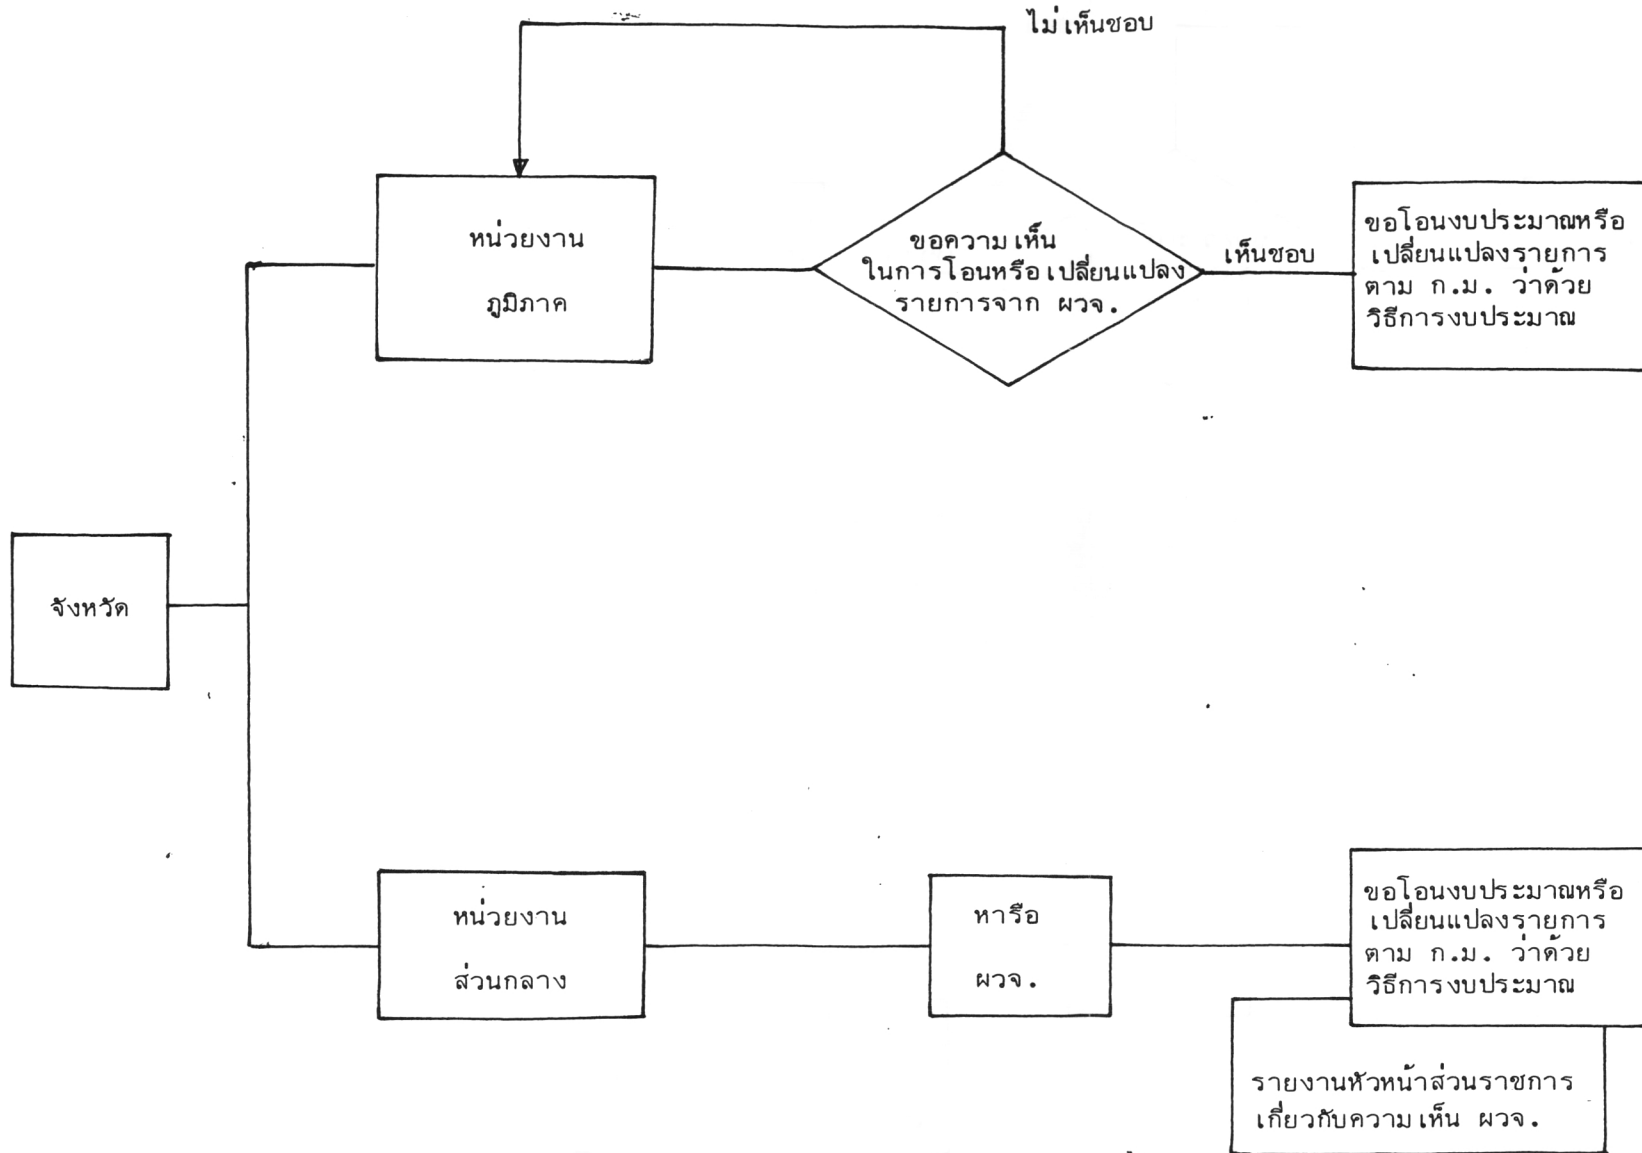 ไม่เห็นชอบ
หน่วยงาน
ภูมิภาค
ขอความเห็น
ในการโอนหรือเปลี่ยนแปลง
รายการจาก ผวจ.
เห็นชอบ
ขอโอนงบประมาณหรือ
เปลี่ยนแปลงรายการ
ตาม ก.ม. ว่าด้วย
วิธีการงบประมาณ
จังหวัด
หน่วยงาน
ส่วนกลาง
หารือ
ผวจ.
ขอโอนงบประมาณหรือ
เปลี่ยนแปลงรายการ
ตาม ก.ม. ว่าด้วย
วิธีการงบประมาณ
รายงานหัวหน้าส่วนราชการ
เกี่ยวกับความเห็น ผวจ.